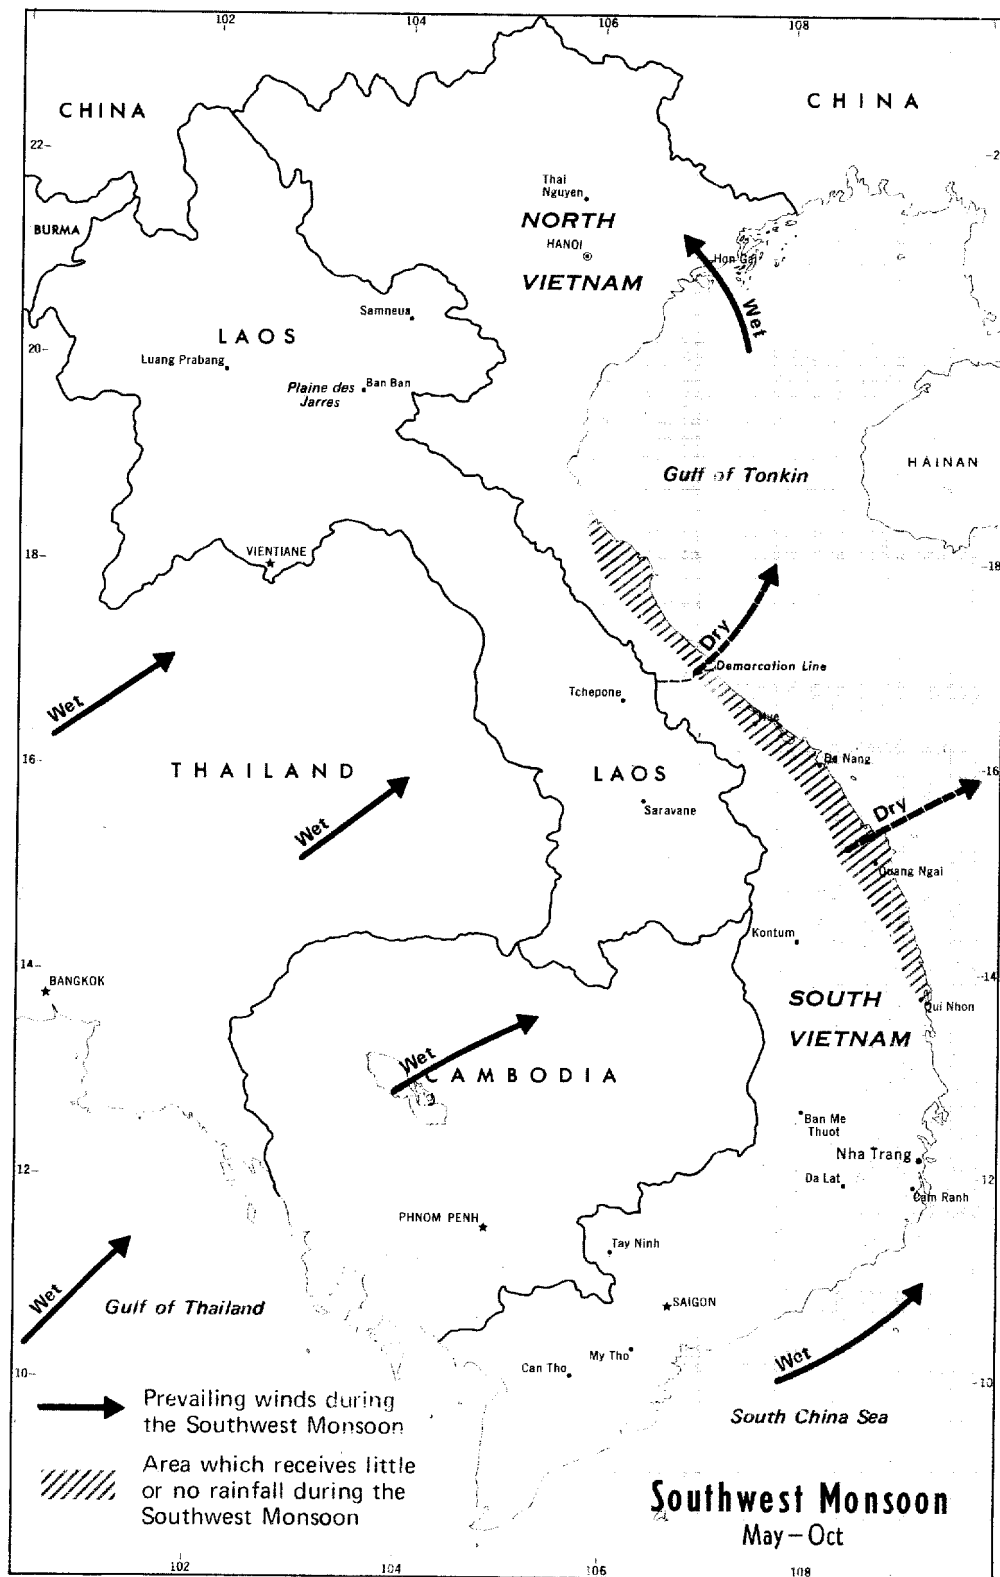 102
104
106
108
CHINA
CHINA
22–
–2
Thai
Nguyen
NORTH
BURMA
HANOI
VIETNAM
Hon Gai
Wet
Samneua
LAOS
20–
Luang Prabang
Ban Ban
Plaine des
Jarres
HAINAN
Gulf of Tonkin
VIENTIANE
18–
–18
Dry
Demarcation Line
Wet
Tchepone
Hue
16–
Da Nang
–16
THAILAND
LAOS
Saravane
Wet
Dry
Quang Ngai
Kontum
14–
BANGKOK
–14
SOUTH
Qui Nhon
VIETNAM
Wet
CAMBODIA
Ban Me
Thuot
Nha Trang
12–
–12
Da Lat
Cam Ranh
PHNOM PENH
Tay Ninh
Wet
Gulf of Thailand
SAIGON
My Tho
Can Tho
Wet
10–
–10
Prevailing winds during
the Southwest Monsoon
South China Sea
Area which receives little
or no rainfall during the
Southwest Monsoon
Southwest Monsoon
May–Oct
102
104
106
108